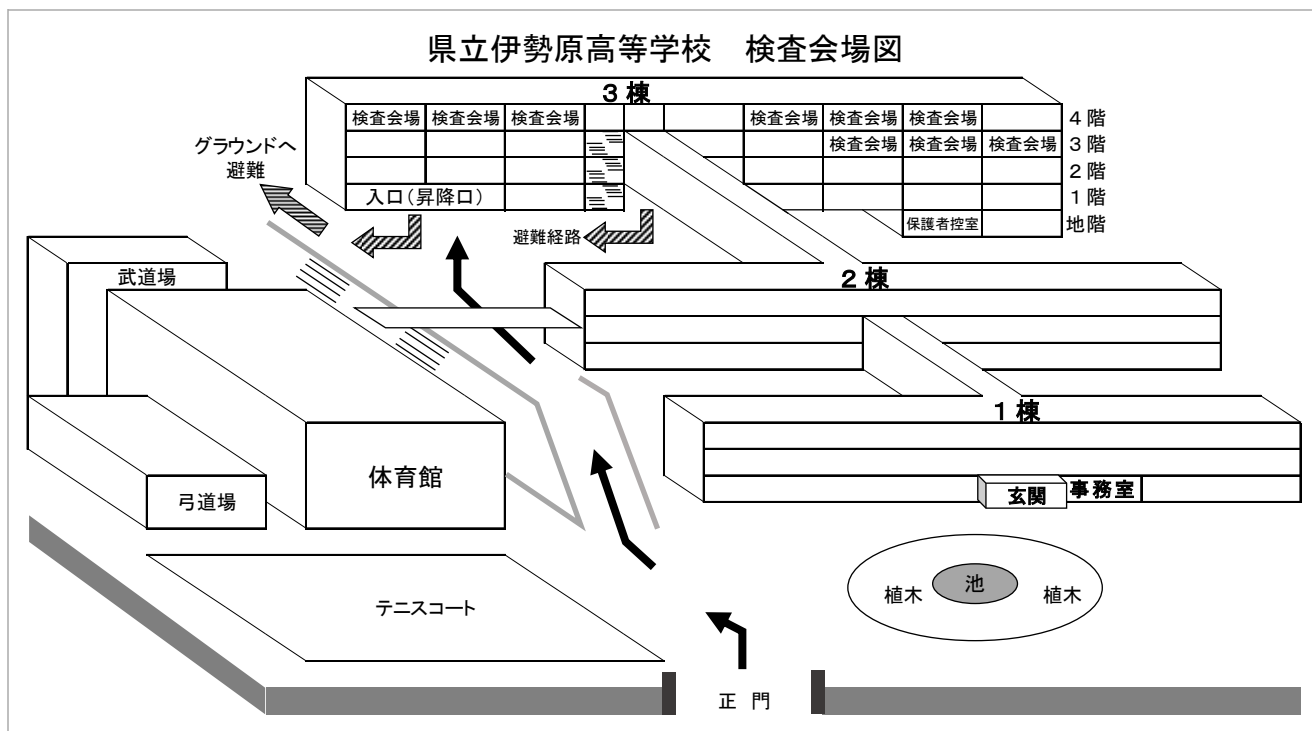 県立伊勢原高等学校　検査会場図
3棟
検査会場 検査会場 検査会場 検査会場 検査会場 検査会場 4階
検査会場 検査会場 検査会場 3階
2階
1階
地階
グラウンドへ
避難
入口(昇降口)
保護者控室
避難経路
武道場
2棟
1棟
体育館
弓道場
玄関
事務室
テニスコート
植木
池
植木
正 門